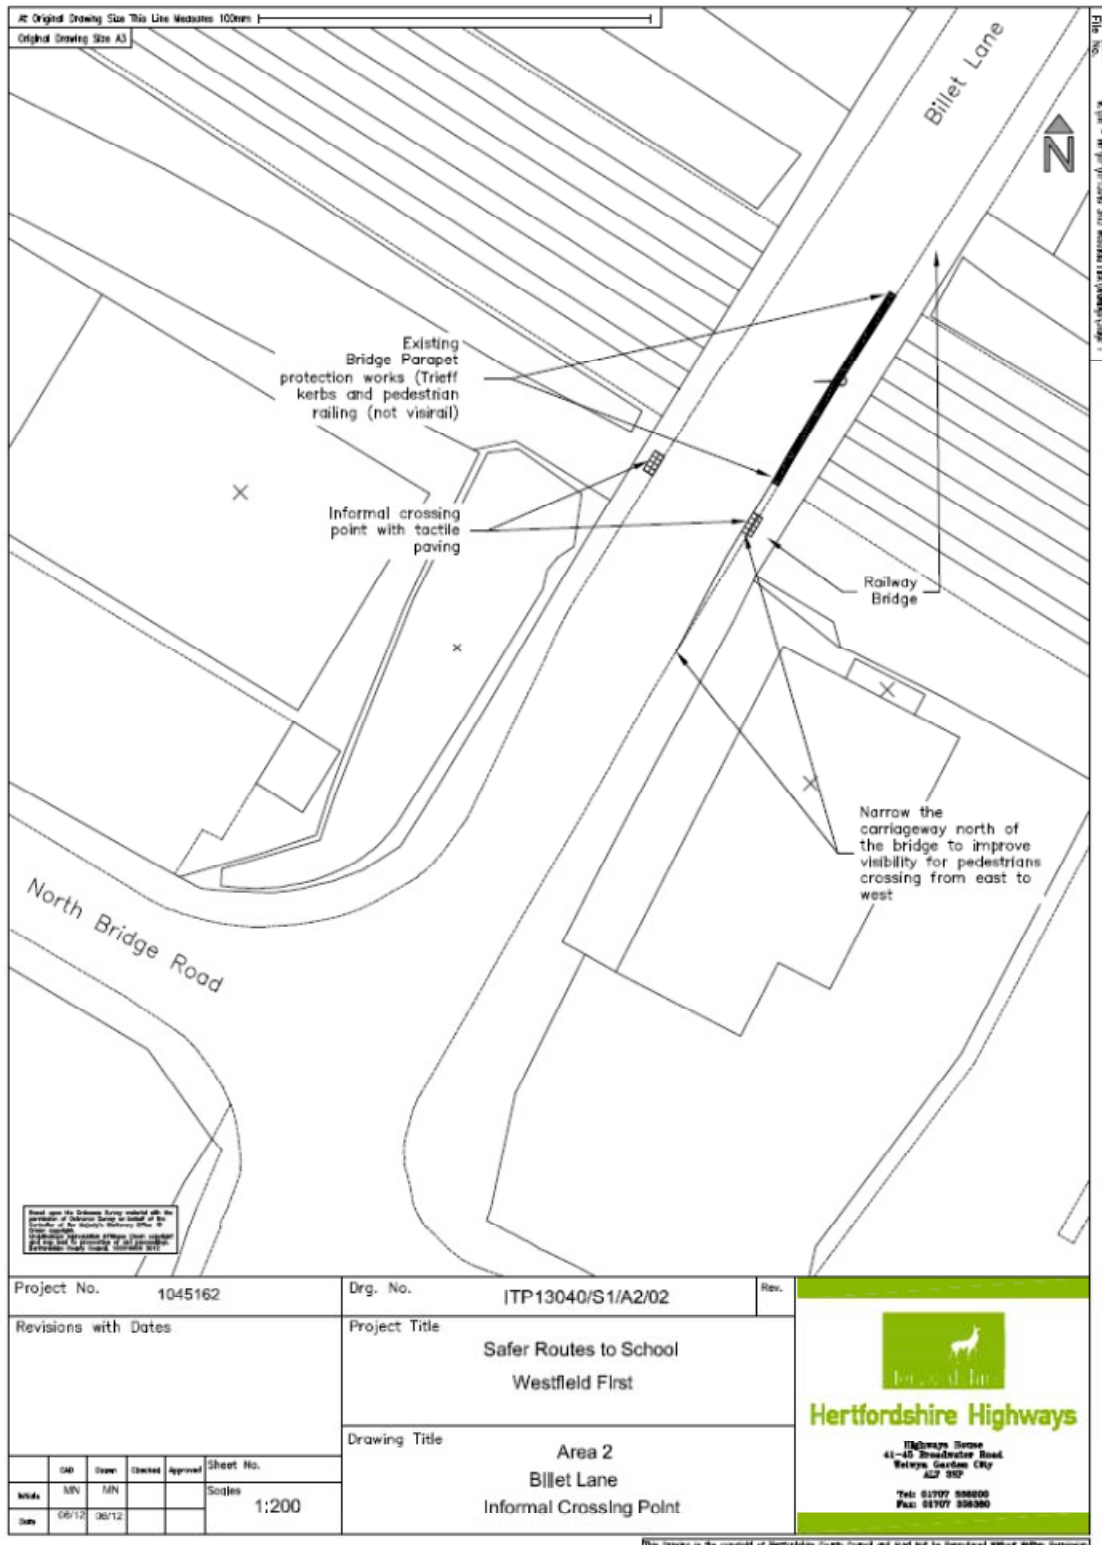 At Original Drawing Size This Line Measures 100mm
Original Drawing Size A3
File No.
Billet Lane
N
Existing
Bridge Parapet
protection works (Trieff
kerbs and pedestrian
railing (not visirail)
Informal crossing
point with tactile
paving
Railway
Bridge
Narrow the
carriageway north of
the bridge to improve
visibility for pedestrians
crossing from east to
west
North Bridge Road
Project No.
1045162
Drg. No.
ITP13040/S1/A2/02
Rev.
Revisions with Dates
Project Title
Safer Routes to School
Westfield First
Drawing Title
Area 2
Billet Lane
Informal Crossing Point
CAD Drawn Checked Approved
Initials MN MN
Date 06/12 06/12
Sheet No.
Scales
1:200
Hertfordshire Highways
Highways House
41-45 Broadwater Road
Welwyn Garden City
AL7
Tel: 01707
Fax: 01707